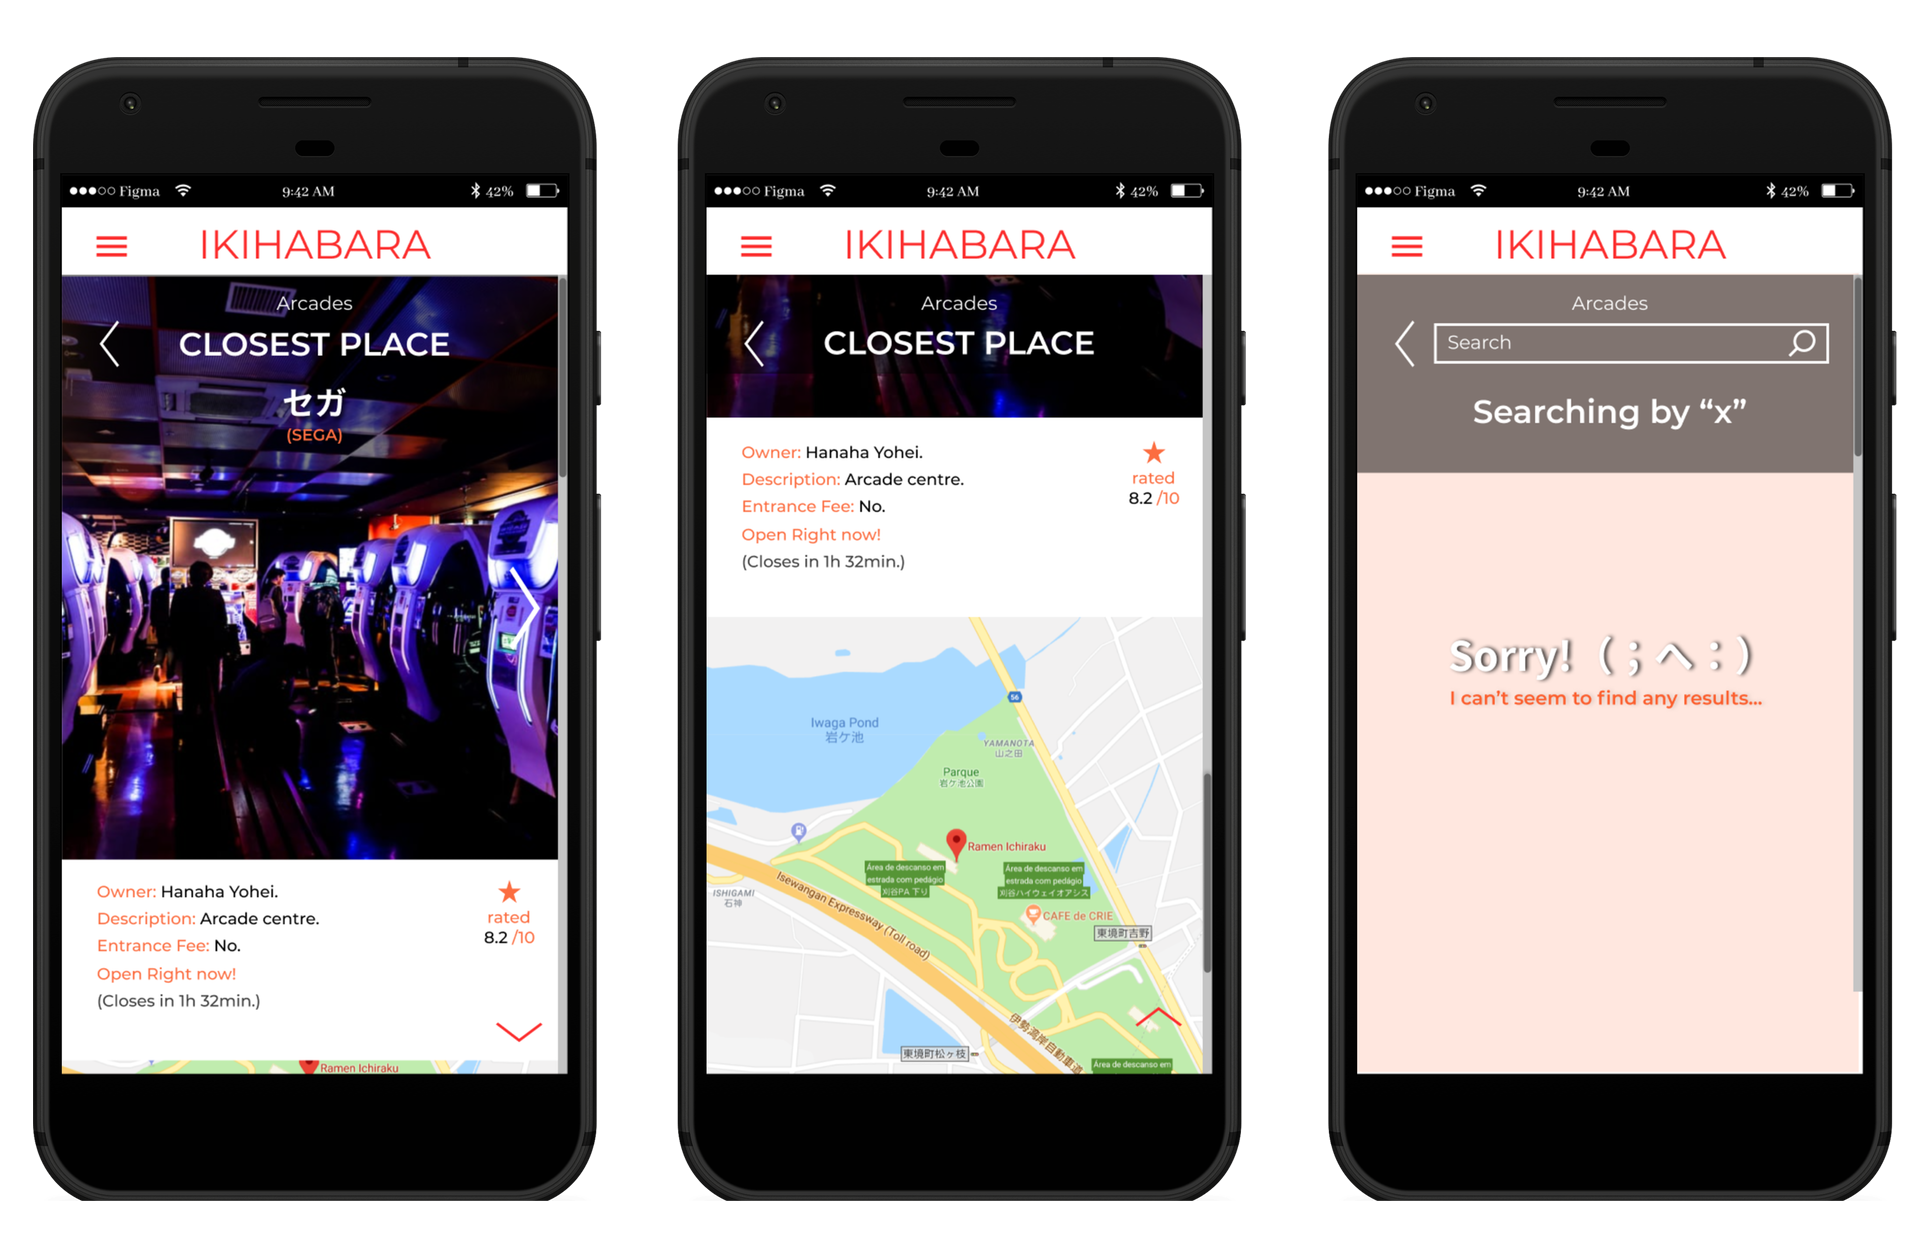 Figma 9:42 AM 42%
IKIHABARA
Arcades
CLOSEST PLACE
セガ
(SEGA)
Owner: Hanaha Yohei.
Description: Arcade centre.
Entrance Fee: No.
Open Right now!
(Closes in 1h 32min.)
rated
8.2 /10
Ramen Ichiraku
Figma 9:42 AM 42%
IKIHABARA
Arcades
CLOSEST PLACE
Owner: Hanaha Yohei.
Description: Arcade centre.
Entrance Fee: No.
Open Right now!
(Closes in 1h 32min.)
rated
8.2 /10
56
Iwaga Pond
岩ケ池
YAMANOTA
山之田
Parque
岩ケ池公園
Ramen Ichiraku
Área de descanso em
estrada com pedágio
刈谷PA 下り
Área de descanso em
estrada com pedágio
刈谷ハイウェイオアシス
ISHIGAMI
石神
Isewangan Expressway (Toll road)
CAFE de CRIE
東境町吉野
伊勢湾岸自動車道
東境町松ヶ枝
Área de descanso em
Figma 9:42 AM 42%
IKIHABARA
Arcades
Search
Searching by “x”
Sorry! (；へ：)
I can’t seem to find any results...